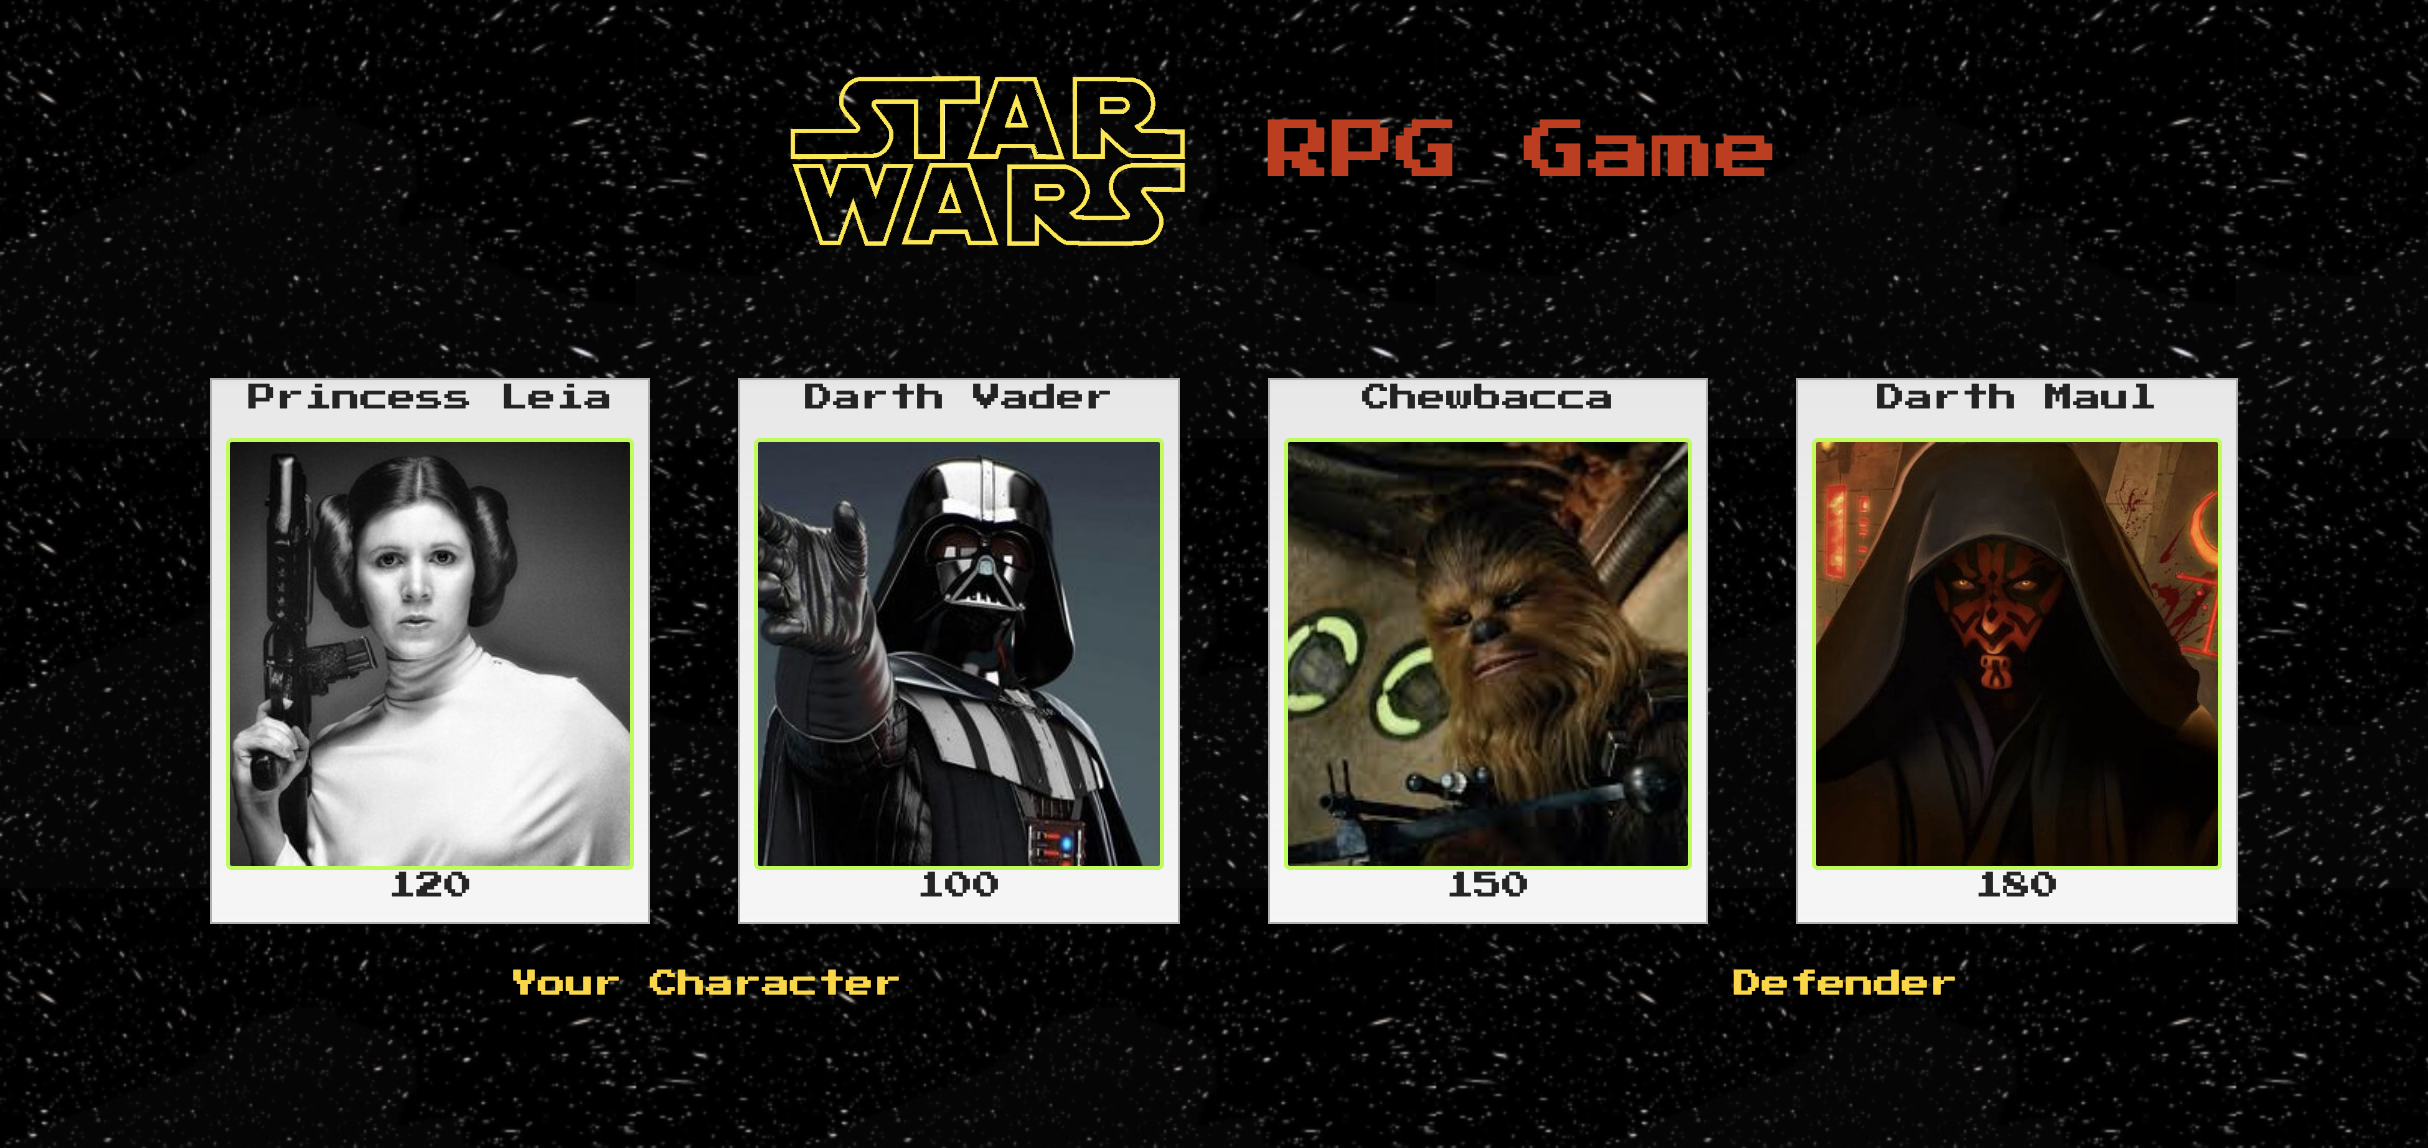 STAR
WARS
RPG Game
Princess Leia
Darth Vader
Chewbacca
Darth Maul
120
100
150
180
Your Character
Defender